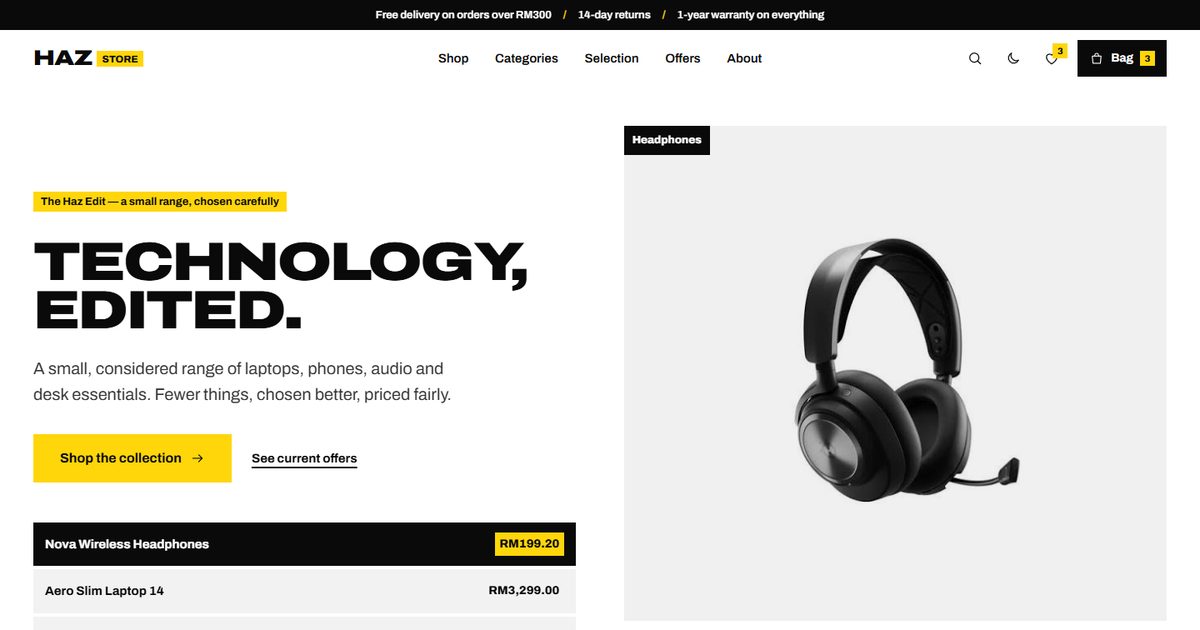 Free delivery on orders over RM300 / 14-day returns / 1-year warranty on everything
HAZ STORE
Shop Categories Selection Offers About
3
Bag 3
Headphones
The Haz Edit — a small range, chosen carefully
TECHNOLOGY,
EDITED.
A small, considered range of laptops, phones, audio and
desk essentials. Fewer things, chosen better, priced fairly.
Shop the collection →
See current offers
Nova Wireless Headphones RM199.20
Aero Slim Laptop 14 RM3,299.00